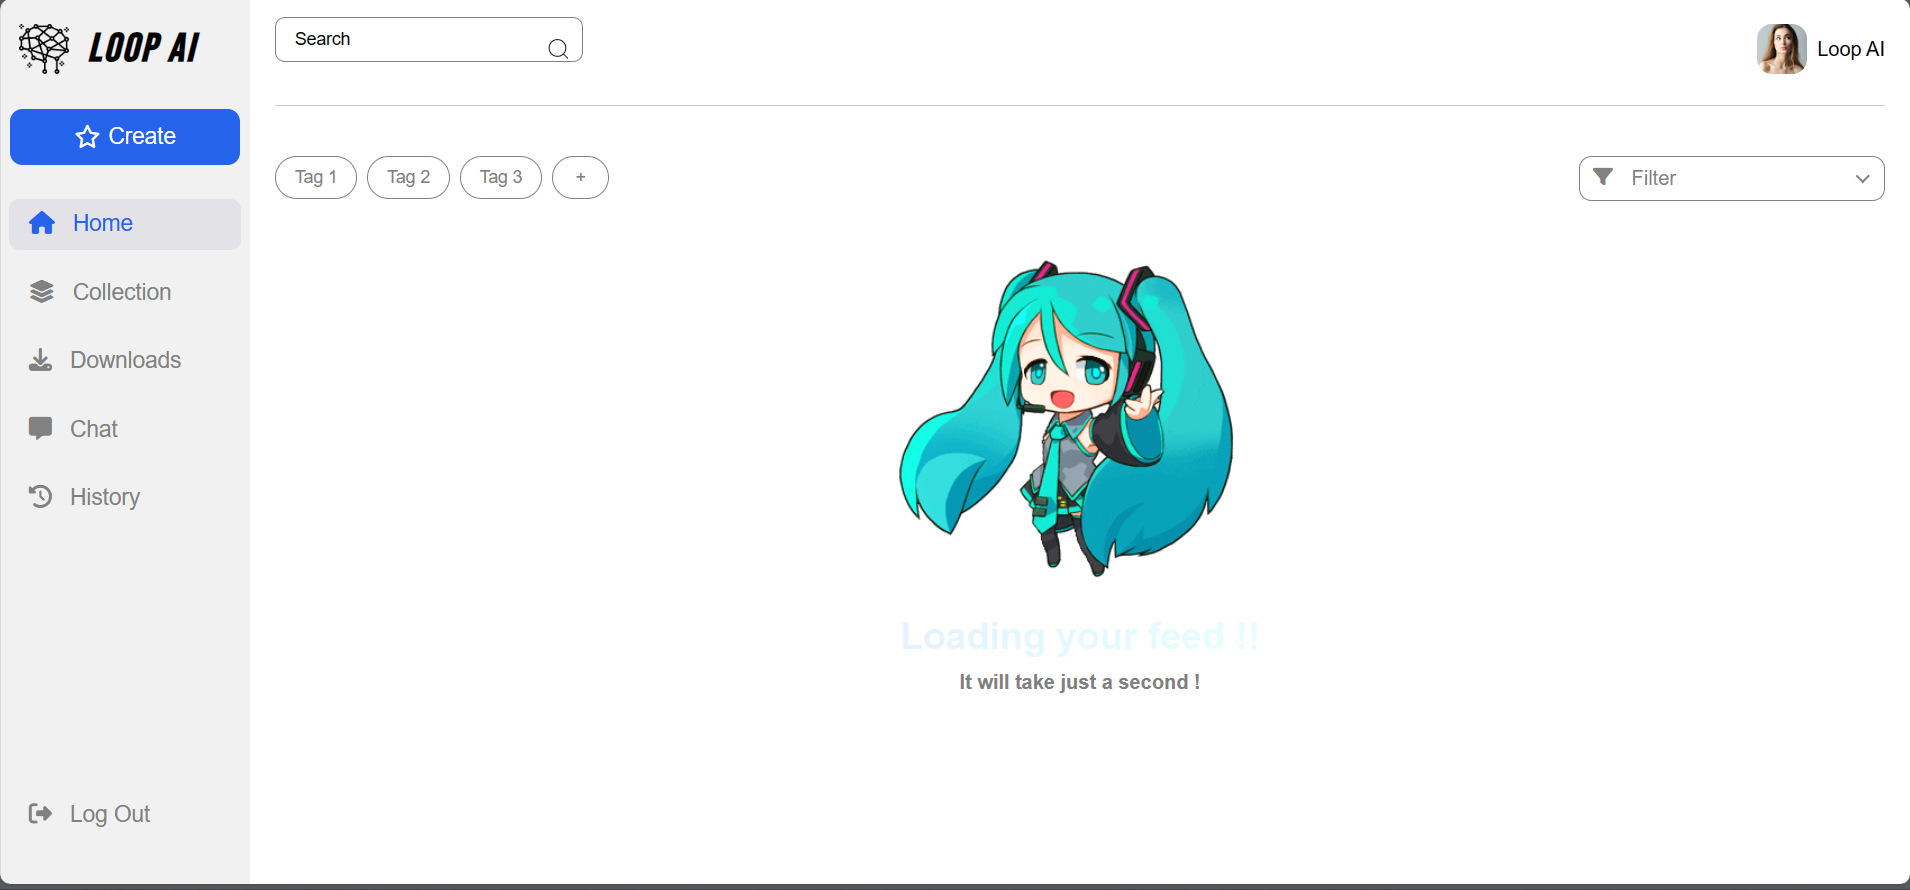 LOOP AI
Search
Loop AI
Create
Tag 1
Tag 2
Tag 3
+
Filter
Home
Collection
Downloads
Chat
History
Loading your feed !!
It will take just a second !
Log Out